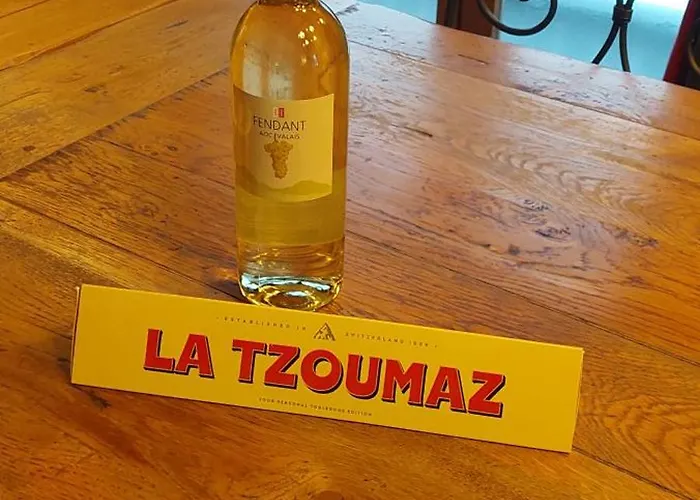 FENDANT
AOC VALAIS
ESTABLISHED IN SWITZERLAND 1908
LA TZOUMAZ
YOUR PERSONAL TOBLERONE EDITION